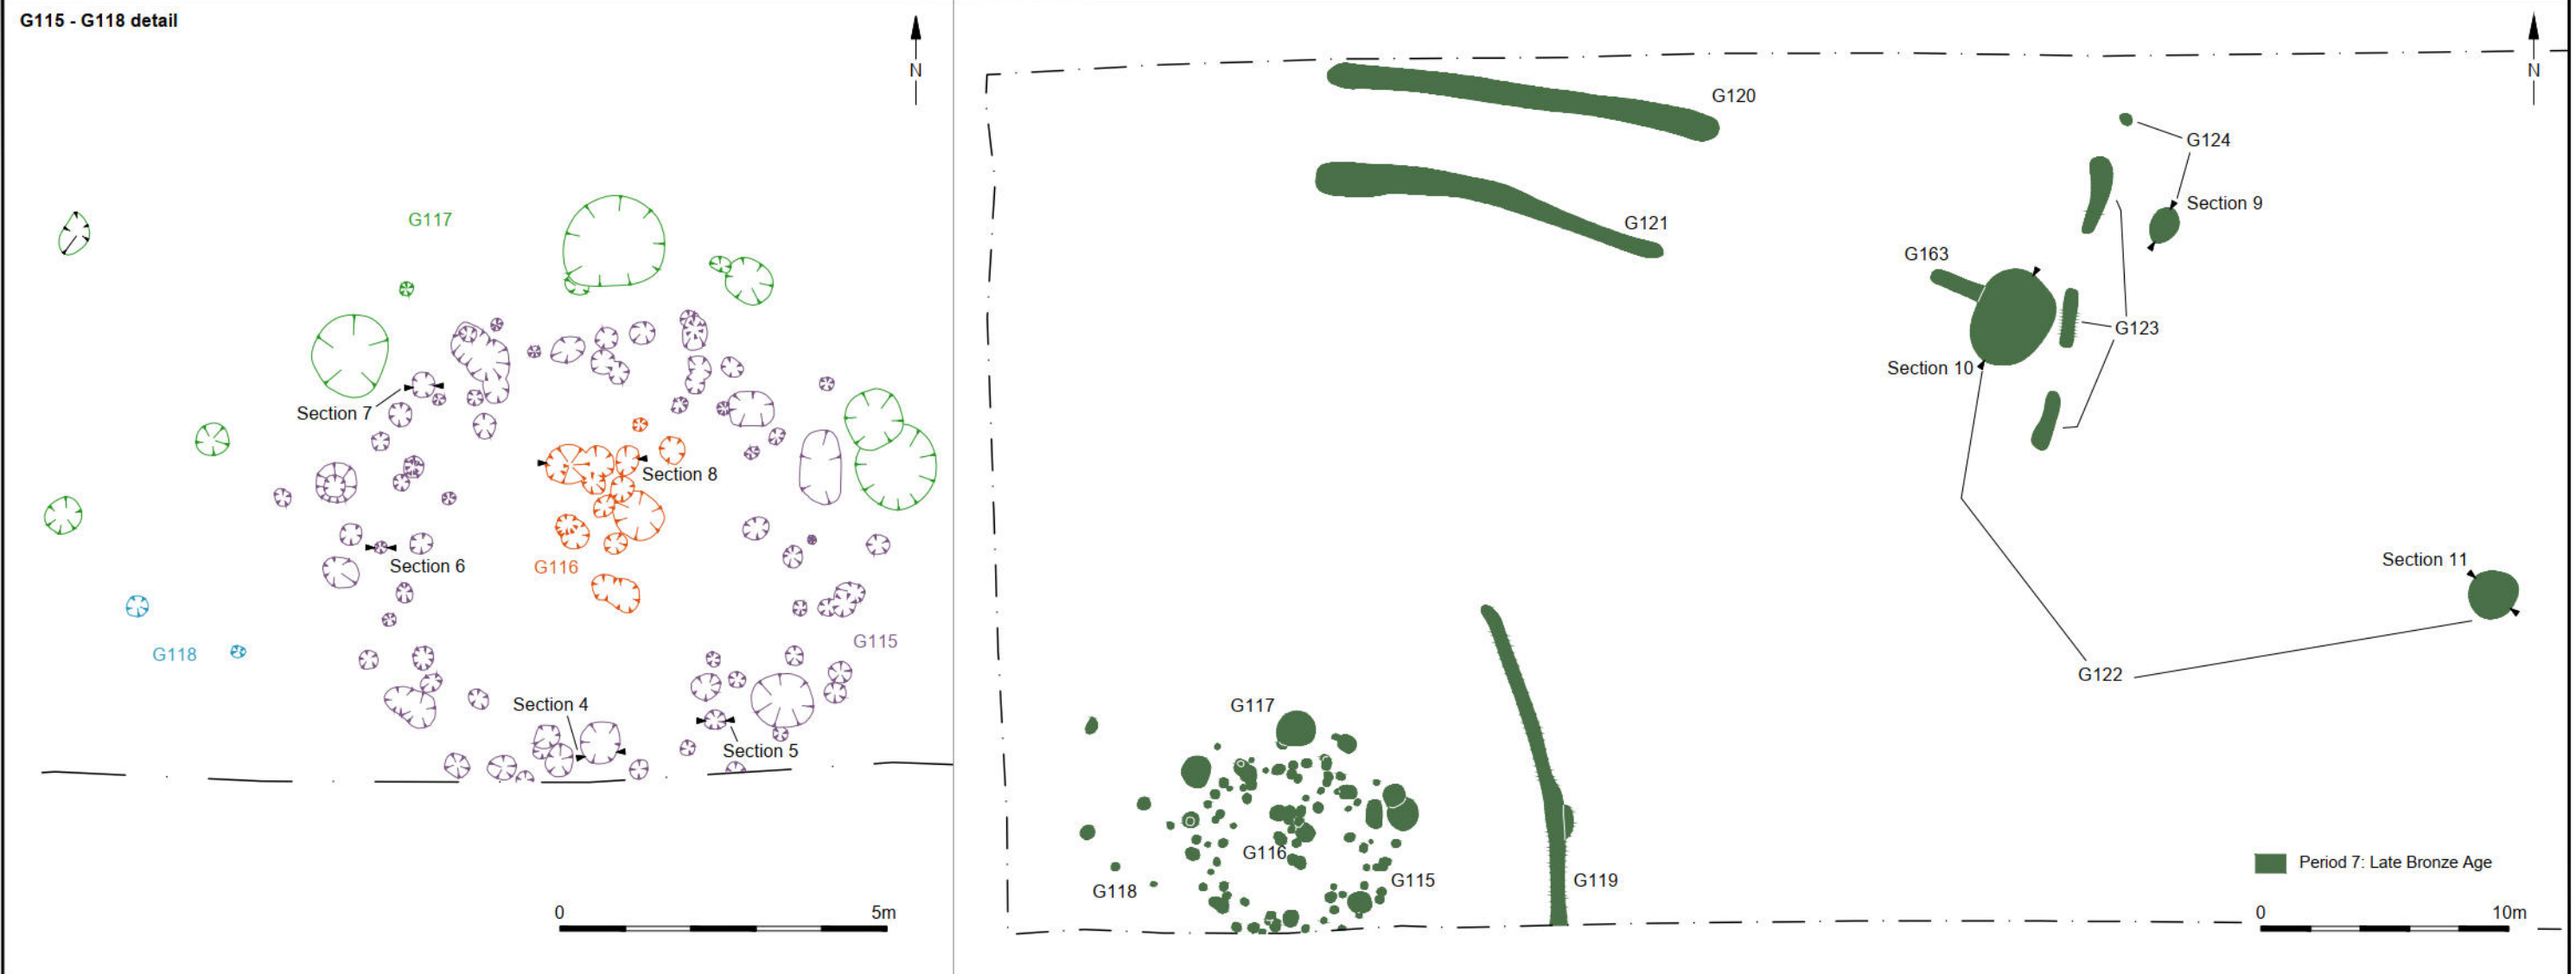 G115 - G118 detail
N
G117
Section 7
Section 8
Section 6
G116
G118
G115
Section 4
Section 5
0 5m
N
G120
G124
Section 9
G121
G163
G123
Section 10
Section 11
G122
G117
G116
G118
G115
G119
Period 7: Late Bronze Age
0 10m